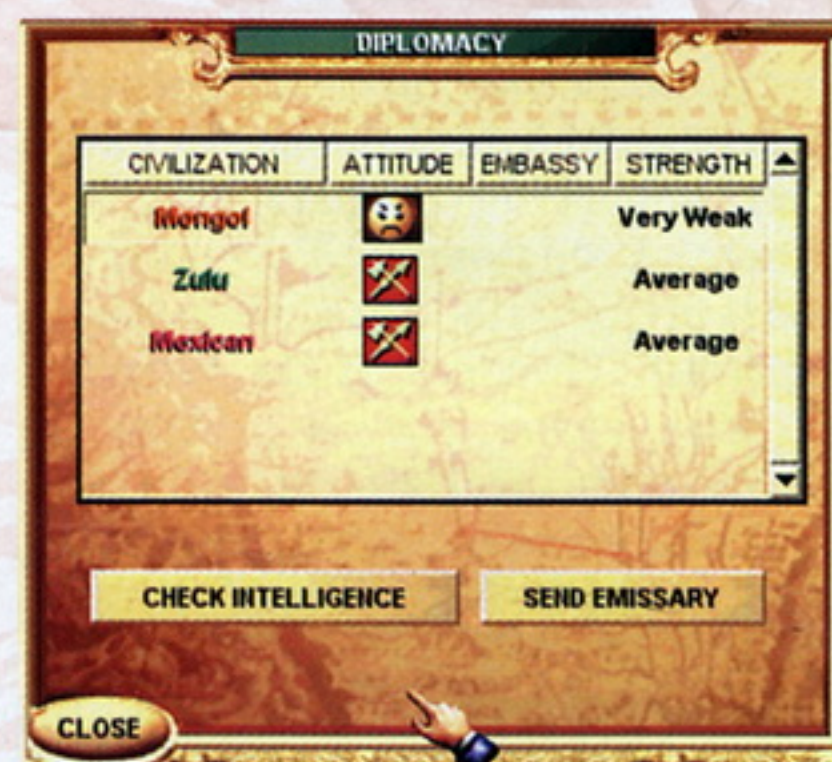 DIPLOMACY
CIVILIZATION ATTITUDE EMBASSY STRENGTH
Mongol Very Weak
Zulu Average
Mexican Average
CHECK INTELLIGENCE SEND EMISSARY
CLOSE